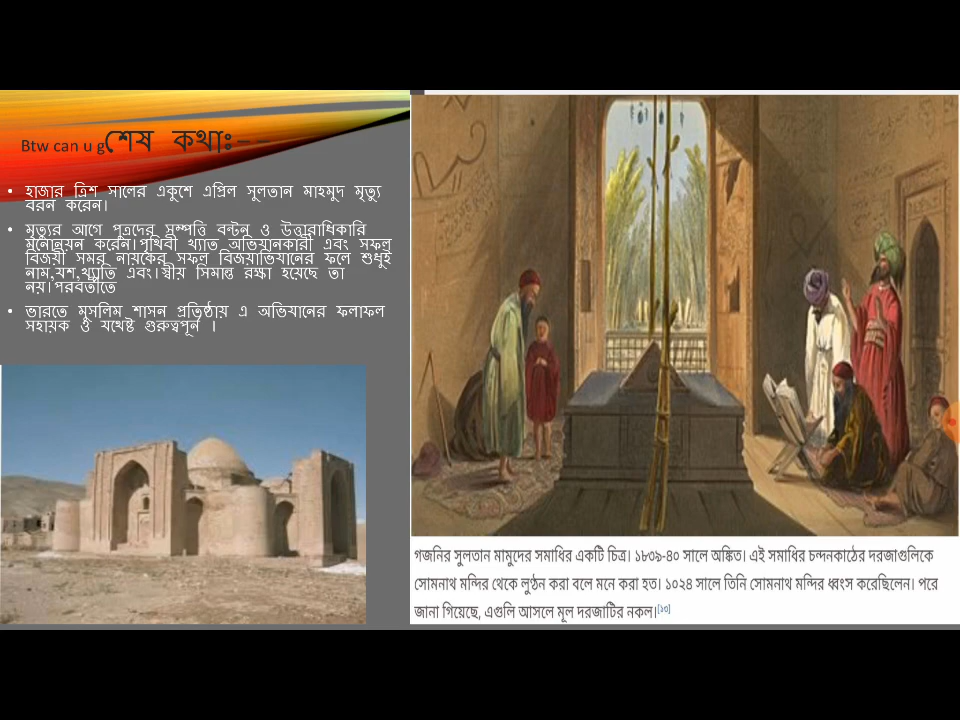 Btw can u gশেষ কথাঃ--
• হাজার ত্রিশ সালের একুশে এপ্রিল সুলতান মাহমুদ মৃত্যু
বরন করেন।
• মৃত্যুর আগে পুত্রদের সম্পত্তি বন্টন ও উত্তারাধিকারি
মনোনয়ন করেন। পৃথিবী খ্যাত অভিযানকারী এবং সফল
বিজয়ী সমর নায়কের সফল বিজয়াভিযানের ফলে শুধুই
নাম,যশ,খ্যাতি এবং। স্বীয় সিমান্ত রক্ষা হয়েছে তা
নয়। পরবর্তীতে
• ভারতে মুসলিম শাসন প্রতিষ্ঠায় এ অভিযানের ফলাফল
সহায়ক ও যথেষ্ট গুরুত্বপূর্ন ।
গজনির সুলতান মামুদের সমাধির একটি চিত্র। ১৮৩৯-৪০ সালে অঙ্কিত। এই সমাধির চন্দনকাঠের দরজাগুলিকে
সোমনাথ মন্দির থেকে লুণ্ঠন করা বলে মনে করা হত। ১০২৪ সালে তিনি সোমনাথ মন্দির ধ্বংস করেছিলেন। পরে
জানা গিয়েছে, এগুলি আসলে মূল দরজাটির নকল।[১৩]